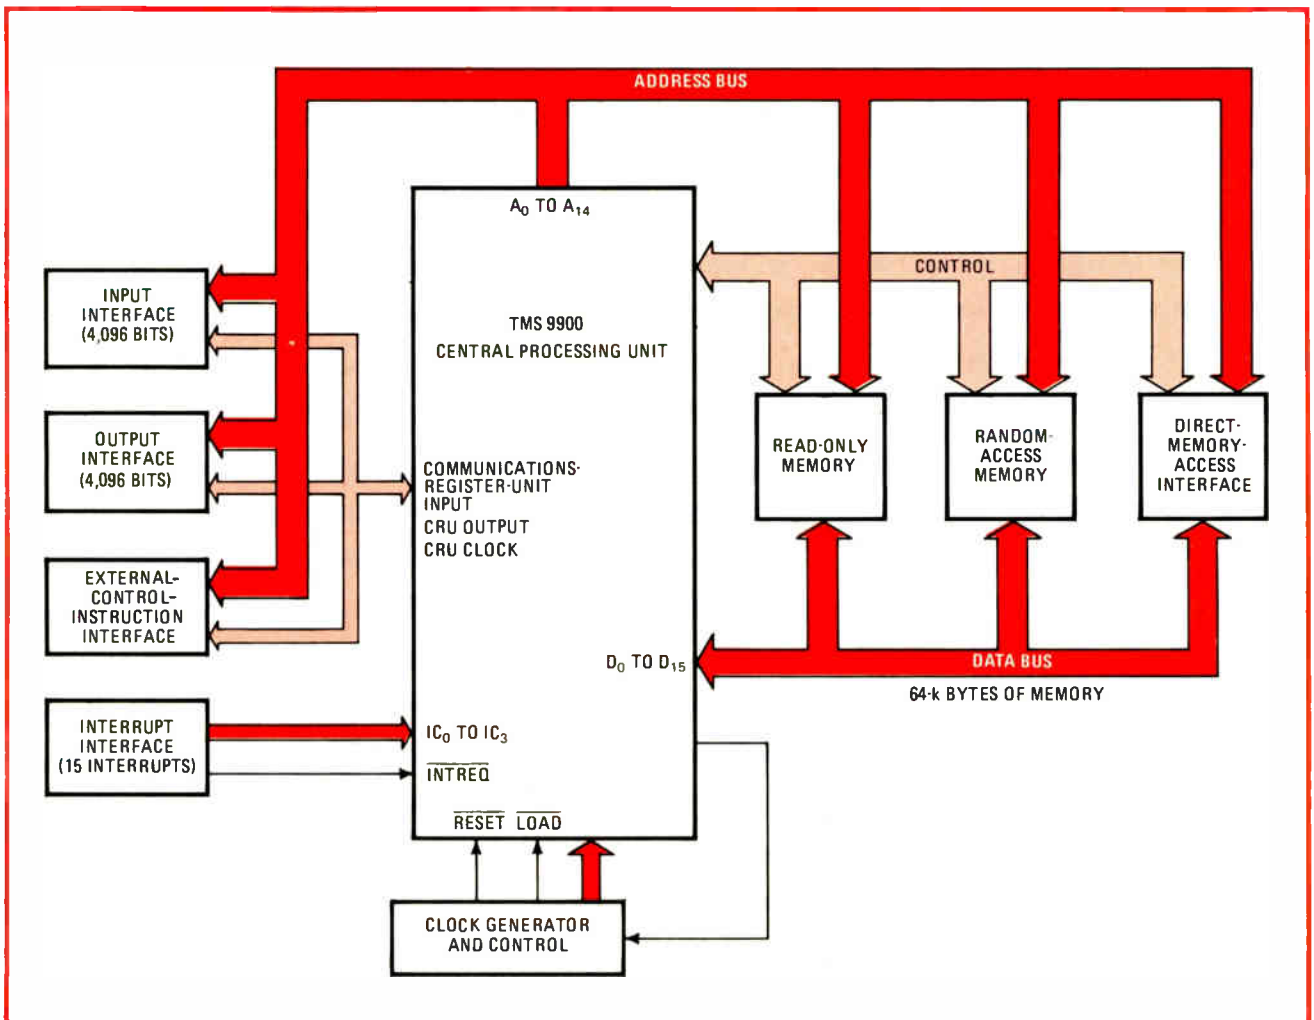 ADDRESS BUS
A₀ TO A₁₄
CONTROL
INPUT
INTERFACE
(4,096 BITS)
TMS 9900
CENTRAL PROCESSING UNIT
OUTPUT
INTERFACE
(4,096 BITS)
COMMUNICATIONS-
REGISTER-UNIT
INPUT
CRU OUTPUT
CRU CLOCK
READ-ONLY
MEMORY
RANDOM-
ACCESS
MEMORY
DIRECT-
MEMORY-
ACCESS
INTERFACE
EXTERNAL-
CONTROL-
INSTRUCTION
INTERFACE
D₀ TO D₁₅
DATA BUS
64-k BYTES OF MEMORY
INTERRUPT
INTERFACE
(15 INTERRUPTS)
IC₀ TO IC₃
INTREQ
RESET LOAD
CLOCK GENERATOR
AND CONTROL